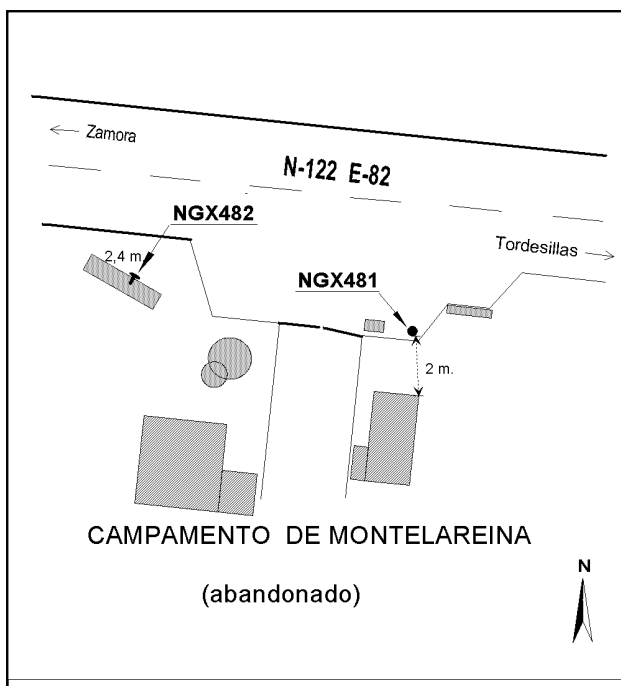 Zamora
N-122 E-82
NGX482
Tordesillas
2,4 m.
NGX481
2 m.
CAMPAMENTO DE MONTELAREINA
N
(abandonado)